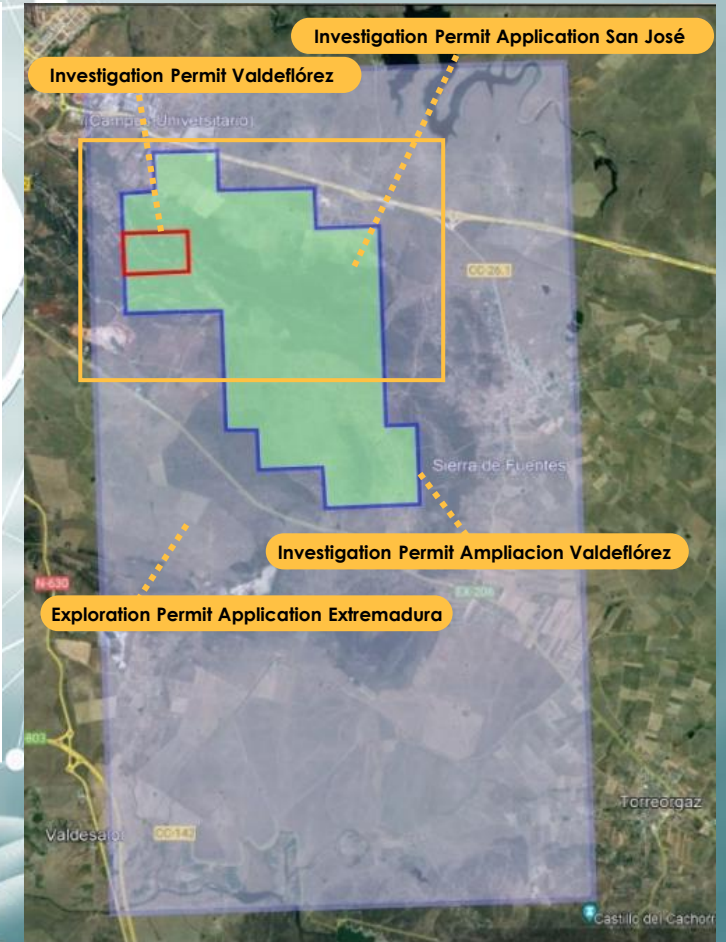 Investigation Permit Application San José
Investigation Permit Valdeflórez
(Campus Universitario)
CC-26.1
Sierra de Fuentes
Investigation Permit Ampliacion Valdeflórez
N-630
EX-206
Exploration Permit Application Extremadura
803
Torreorgaz
Valdesalor
CC-142
Castillo del Cachorr